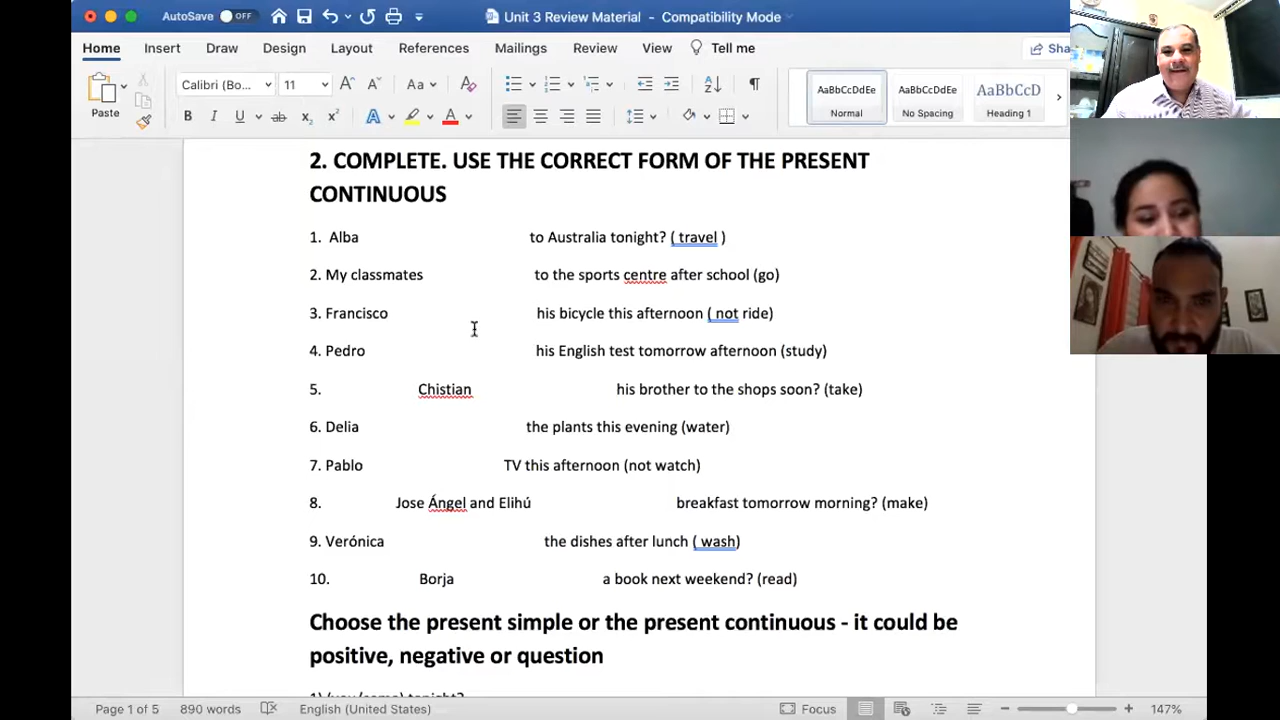 AutoSave OFF
Unit 3 Review Material - Compatibility Mode
Home Insert Draw Design Layout References Mailings Review View Tell me
Paste
Calibri (Bo... 11
Aa
AaBbCcDdEe AaBbCcDdEe AaBbCcD
Normal No Spacing Heading 1
2. COMPLETE. USE THE CORRECT FORM OF THE PRESENT
CONTINUOUS
1. Alba to Australia tonight? ( travel )
2. My classmates to the sports centre after school (go)
3. Francisco his bicycle this afternoon ( not ride)
4. Pedro his English test tomorrow afternoon (study)
5. Chistian his brother to the shops soon? (take)
6. Delia the plants this evening (water)
7. Pablo TV this afternoon (not watch)
8. Jose Ángel and Elihú breakfast tomorrow morning? (make)
9. Verónica the dishes after lunch ( wash)
10. Borja a book next weekend? (read)
Choose the present simple or the present continuous - it could be
positive, negative or question
1) (you/come) tonight?
Page 1 of 5 890 words English (United States) Focus 147%